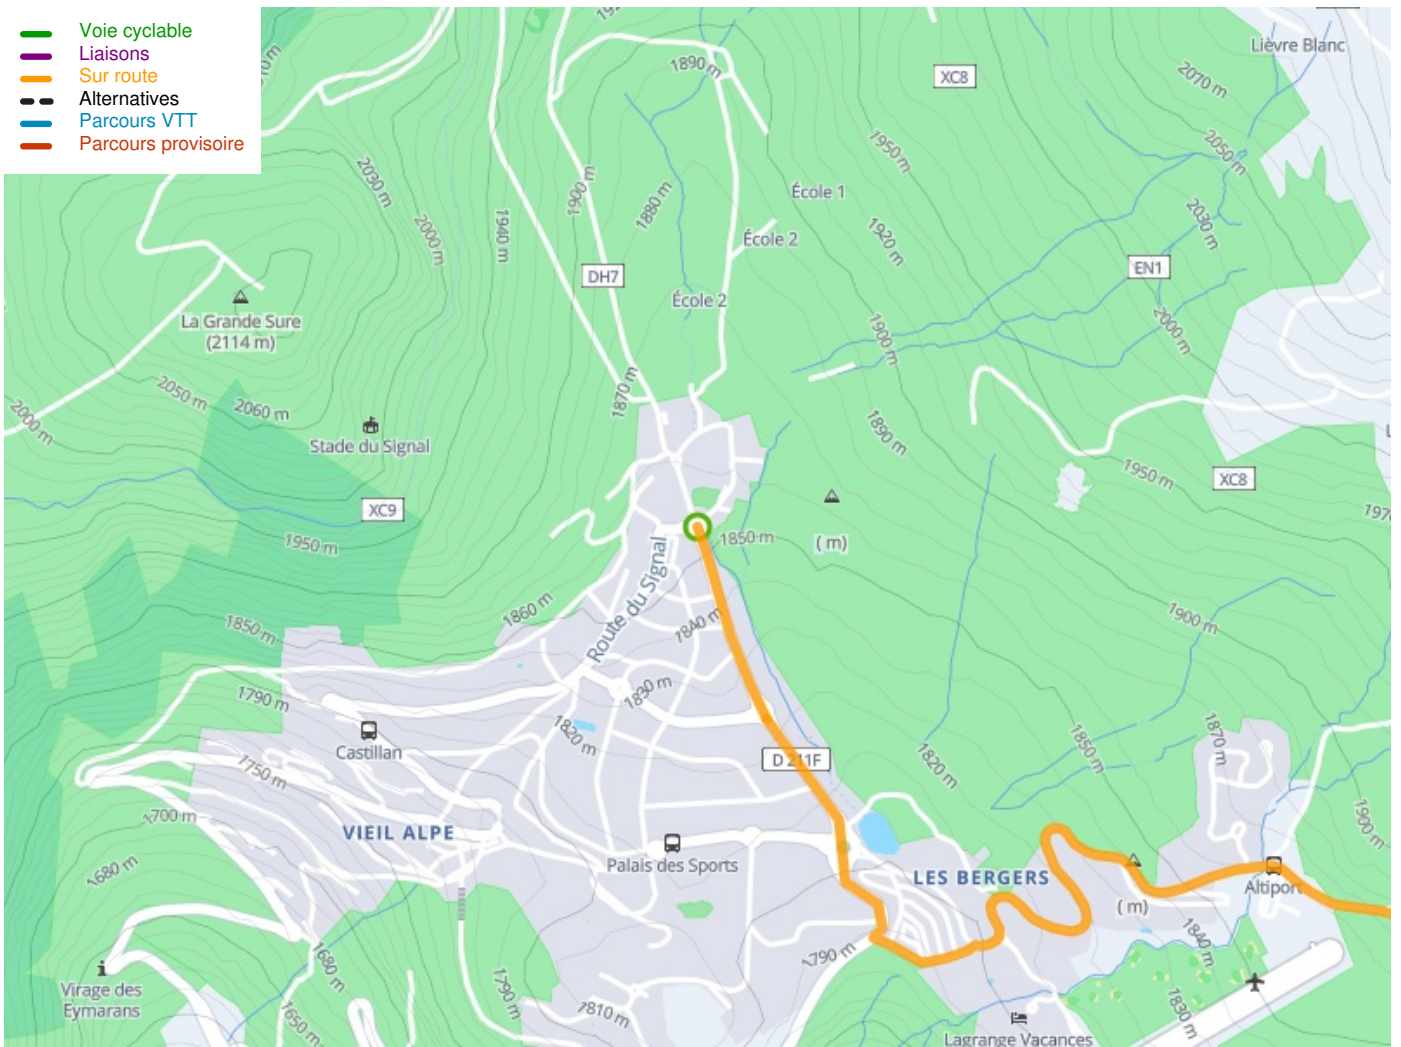 Voie cyclable
Liaisons
Sur route
Alternatives
Parcours VTT
Parcours provisoire
Lièvre Blanc
1890 m
XC8
2070 m
1950 m
2050 m
2030 m
1900 m
1880 m
École 1
2000 m
1940 m
1920 m
2030 m
École 2
DH7
EN1
École 2
La Grande Sure
(2114 m)
1900 m
2000 m
1870 m
2050 m
2060 m
2000 m
Stade du Signal
1890 m
1950 m
XC8
XC9
1950 m
1850 m
( m)
Route du Signal
1860 m
1850 m
1840 m
1900 m
1790 m
1830 m
1820 m
Castillan
1750 m
D 211F
1820 m
1850 m
1870 m
1700 m
VIEIL ALPE
1900 m
Palais des Sports
1680 m
LES BERGERS
Altiport
( m)
1790 m
1840 m
1680 m
Virage des
Eymarans
1790 m
1810 m
1650 m
1830 m
Lagrange Vacances